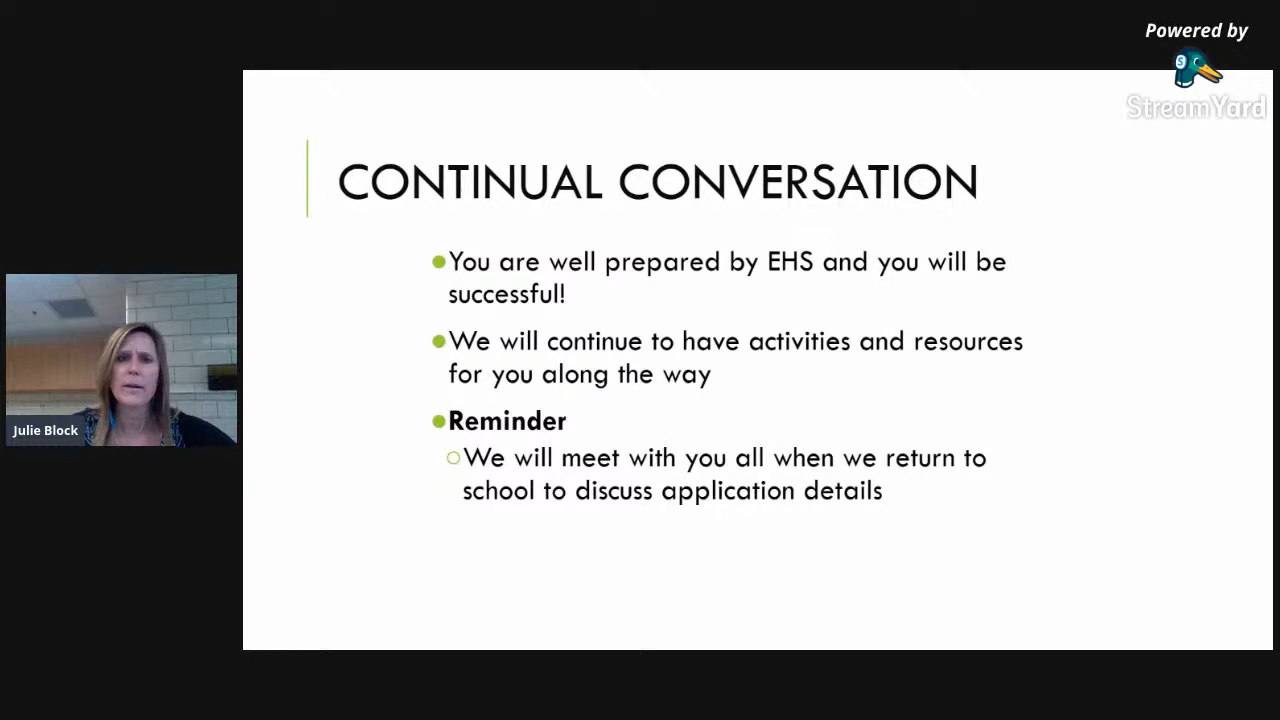 Powered by
StreamYard
CONTINUAL CONVERSATION
You are well prepared by EHS and you will be
successful!
We will continue to have activities and resources
for you along the way
Reminder
We will meet with you all when we return to
school to discuss application details
Julie Block